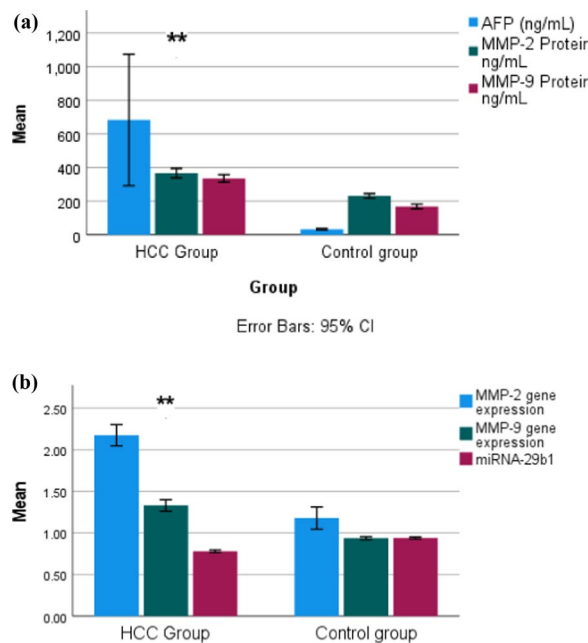 (a)
AFP (ng/mL)
MMP-2 Protein
ng/mL
MMP-9 Protein
ng/mL
**
1,200
1,000
800
600
400
200
0
Mean
HCC Group
Control group
Group
Error Bars: 95% CI
(b)
MMP-2 gene
expression
MMP-9 gene
expression
miRNA-29b1
**
2.50
2.00
1.50
1.00
0.50
0.00
Mean
HCC Group
Control group